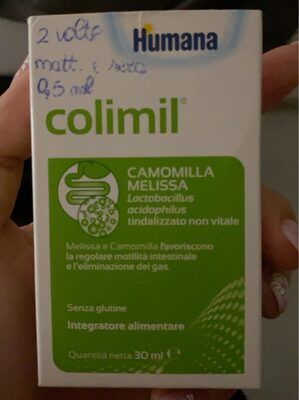 2 volte
matt. e sera
0,5 ml
Humana
colimil®
CAMOMILLA
MELISSA
Lactobacillus
acidophilus
tindalizzato non vitale
Melissa e Camomilla favoriscono
la regolare motilità intestinale
e l'eliminazione dei gas.
Senza glutine
Integratore alimentare
Quantità netta 30 ml ℮